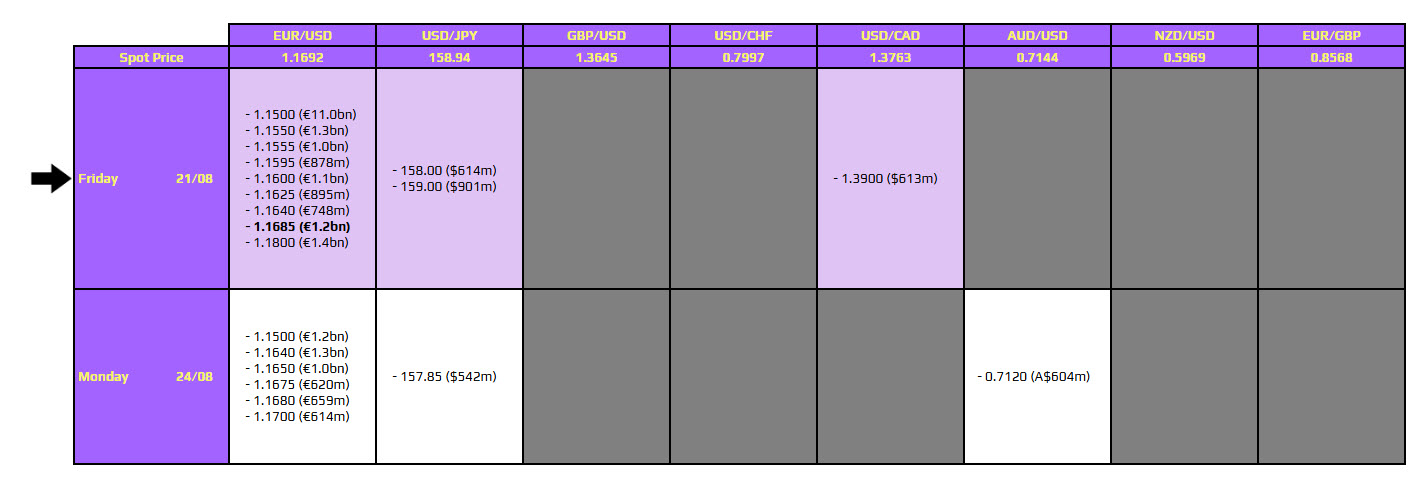 EUR/USD USD/JPY GBP/USD USD/CHF USD/CAD AUD/USD NZD/USD EUR/GBP
Spot Price 1.1692 158.94 1.3645 0.7997 1.3763 0.7144 0.5969 0.8568
Friday 21/08
- 1.1500 (€11.0bn)
- 1.1550 (€1.3bn)
- 1.1555 (€1.0bn)
- 1.1595 (€878m)
- 1.1600 (€1.1bn)
- 1.1625 (€895m)
- 1.1640 (€748m)
- 1.1685 (€1.2bn)
- 1.1800 (€1.4bn)
- 158.00 ($614m)
- 159.00 ($901m)
- 1.3900 ($613m)
Monday 24/08
- 1.1500 (€1.2bn)
- 1.1640 (€1.3bn)
- 1.1650 (€1.0bn)
- 1.1675 (€620m)
- 1.1680 (€659m)
- 1.1700 (€614m)
- 157.85 ($542m)
- 0.7120 (A$604m)